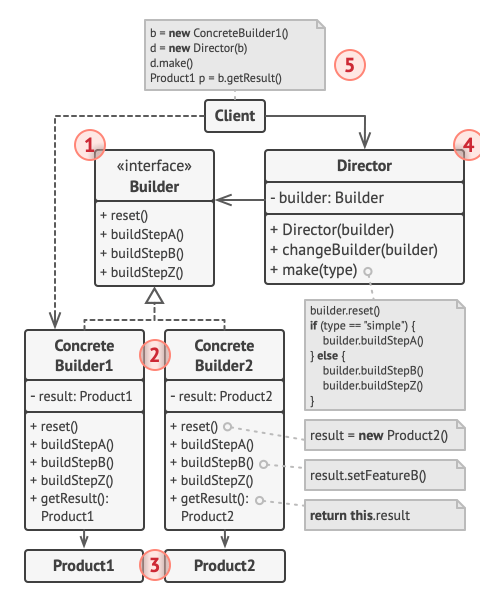 b = new ConcreteBuilder1()
d = new Director(b)
d.make()
Product1 p = b.getResult()
5
Client
1
«interface»
Builder
+ reset()
+ buildStepA()
+ buildStepB()
+ buildStepZ()
4
Director
- builder: Builder
+ Director(builder)
+ changeBuilder(builder)
+ make(type)
builder.reset()
if (type == "simple") {
builder.buildStepA()
} else {
builder.buildStepB()
builder.buildStepZ()
}
Concrete
Builder1
- result: Product1
+ reset()
+ buildStepA()
+ buildStepB()
+ buildStepZ()
+ getResult():
Product1
2
Concrete
Builder2
- result: Product2
+ reset()
+ buildStepA()
+ buildStepB()
+ buildStepZ()
+ getResult():
Product2
result = new Product2()
result.setFeatureB()
return this.result
Product1
3
Product2